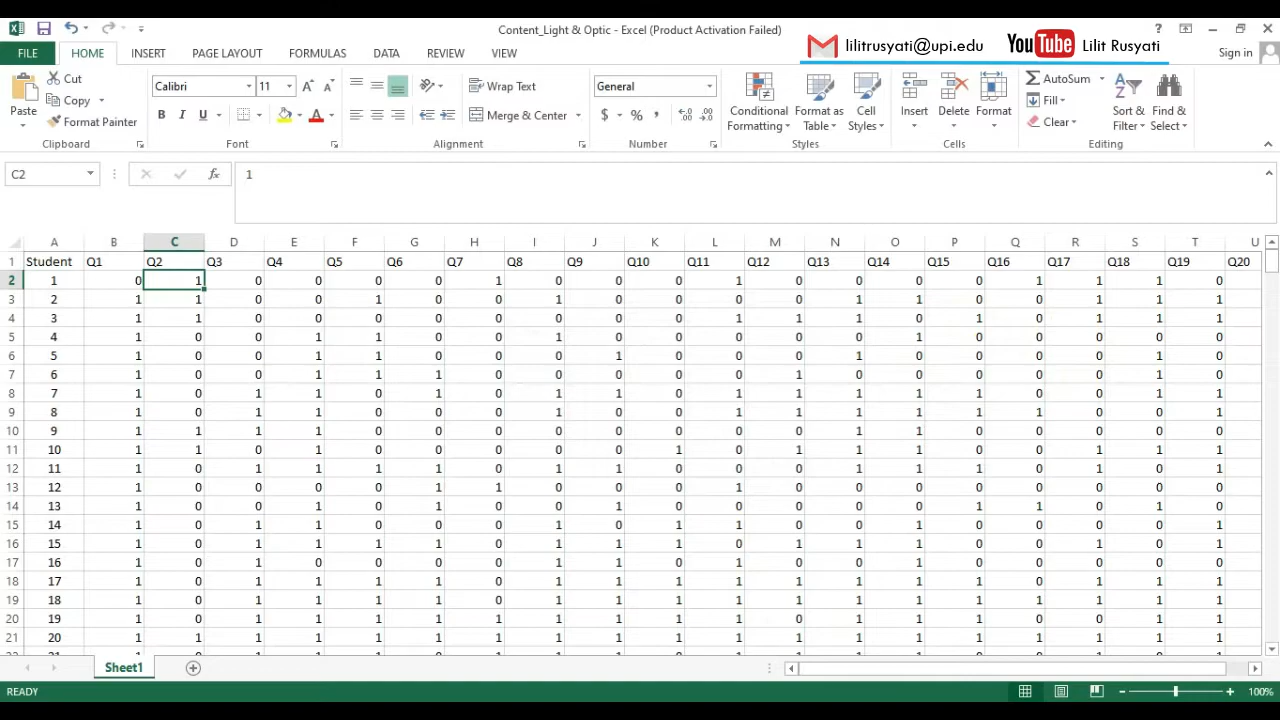 Content_Light & Optic - Excel (Product Activation Failed)
FILE HOME INSERT PAGE LAYOUT FORMULAS DATA REVIEW VIEW
lilitrusyati@upi.edu YouTube Lilit Rusyati
Sign in
Paste
Cut
Copy
Format Painter
Clipboard
Calibri 11
B I U A
Font
Wrap Text
Merge & Center
Alignment
General
$ % ,
Number
Conditional Formatting
Format as Table
Cell Styles
Styles
Insert Delete Format
Cells
AutoSum
Fill
Clear
Sort & Filter
Find & Select
Editing
C2 fx 1
A B C D E F G H I J K L M N O P Q R S T U
1 Student Q1 Q2 Q3 Q4 Q5 Q6 Q7 Q8 Q9 Q10 Q11 Q12 Q13 Q14 Q15 Q16 Q17 Q18 Q19 Q20
2 1 0 1 0 0 0 0 1 0 0 0 1 0 0 0 0 1 1 1 0
3 2 1 1 0 0 1 0 0 1 0 0 0 0 1 1 0 0 1 1 1
4 3 1 1 0 0 0 0 0 0 0 0 1 1 1 0 1 0 1 1 1
5 4 1 0 0 1 1 0 0 1 0 0 0 0 0 1 0 0 0 0 0
6 5 1 0 0 1 1 0 0 0 1 0 0 0 1 0 0 0 0 1 0
7 6 1 0 0 1 1 1 0 0 0 0 0 1 0 0 0 0 0 1 0
8 7 1 0 1 1 0 1 0 1 1 0 1 1 1 1 1 0 0 1 1
9 8 1 0 1 1 0 0 0 1 0 0 1 1 1 1 1 1 0 1 1
10 9 1 1 1 1 0 0 0 0 0 0 0 0 1 1 0 0 0 0 0
11 10 1 1 0 1 0 0 0 0 0 1 0 1 1 1 0 0 1 1 1
12 11 1 0 1 1 1 1 0 1 1 0 0 0 1 1 1 0 1 0 1
13 12 1 0 0 0 0 1 1 0 0 0 1 0 0 0 0 0 0 0 0
14 13 1 0 0 1 0 1 0 0 1 0 0 0 0 0 1 1 0 1 0
15 14 1 0 1 1 0 0 0 1 0 1 1 0 0 1 0 0 0 0 1
16 15 1 0 1 1 1 1 0 1 1 1 0 1 1 1 0 0 1 0 1
17 16 1 0 1 0 0 1 0 1 1 0 1 1 1 0 0 0 0 0 1
18 17 1 0 1 1 1 1 0 1 1 1 1 1 1 1 1 0 1 1 1
19 18 1 0 1 1 1 1 1 0 1 1 1 1 1 1 1 1 1 1 1
20 19 1 0 1 1 1 1 1 1 1 1 1 0 1 1 1 0 0 1 1
21 20 1 1 1 1 1 1 1 1 1 1 1 1 1 1 1 1 1 1 1
Sheet1
READY 100%